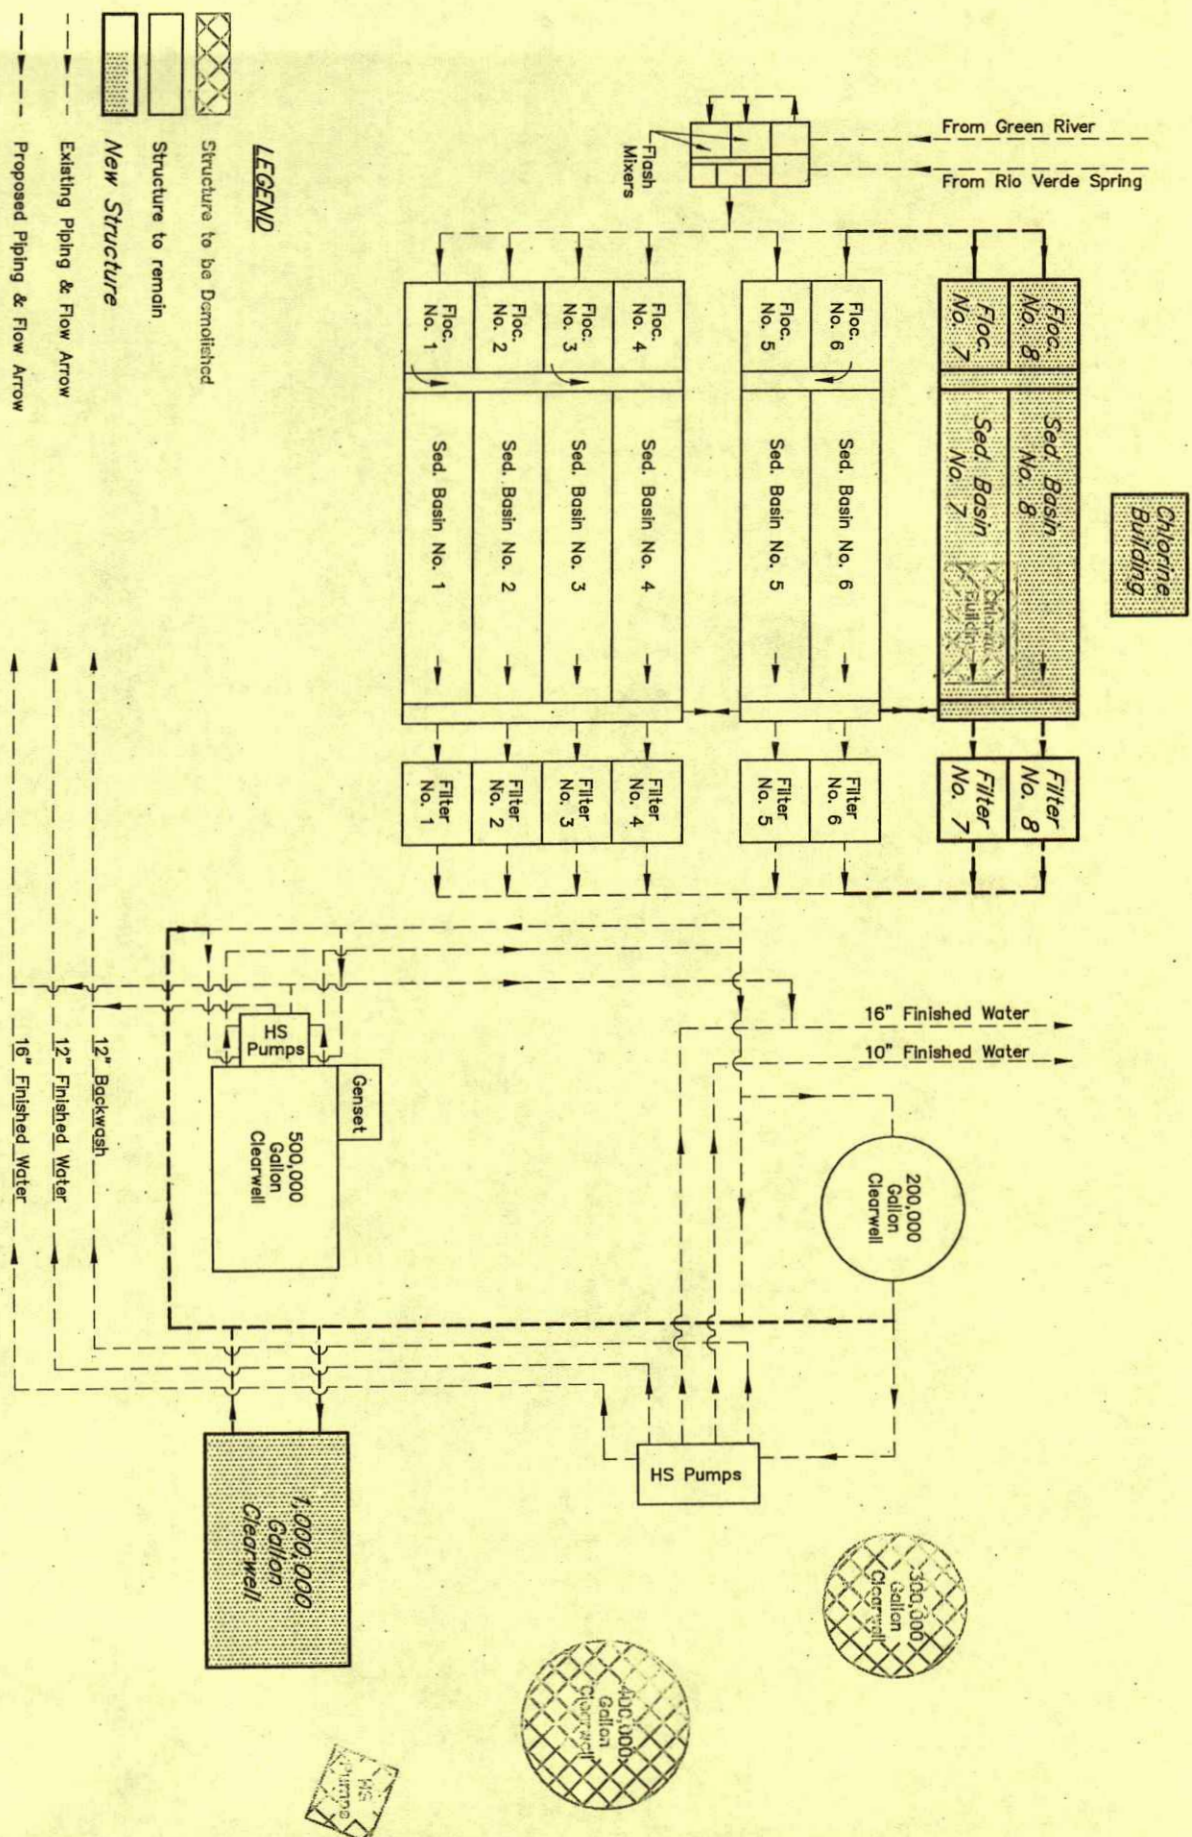 From Green River
From Rio Verde Spring
Flash
Mixers
Floc.
No. 1
Floc.
No. 2
Floc.
No. 3
Floc.
No. 4
Floc.
No. 5
Floc.
No. 6
Floc.
No. 7
Floc.
No. 8
Sed. Basin No. 1
Sed. Basin No. 2
Sed. Basin No. 3
Sed. Basin No. 4
Sed. Basin No. 5
Sed. Basin No. 6
Sed. Basin
No. 7
Sed. Basin
No. 8
Chlorine
Building
Chlorine
Building
Filter
No. 1
Filter
No. 2
Filter
No. 3
Filter
No. 4
Filter
No. 5
Filter
No. 6
Filter
No. 7
Filter
No. 8
HS
Pumps
Genset
500,000
Gallon
Clearwell
16" Finished Water
10" Finished Water
200,000
Gallon
Clearwell
12" Backwash
12" Finished Water
16" Finished Water
HS Pumps
1,000,000
Gallon
Clearwell
300,000
Gallon
Clearwell
400,000
Gallon
Clearwell
HS
Pumps
LEGEND
Structure to be Demolished
Structure to remain
New Structure
Existing Piping & Flow Arrow
Proposed Piping & Flow Arrow